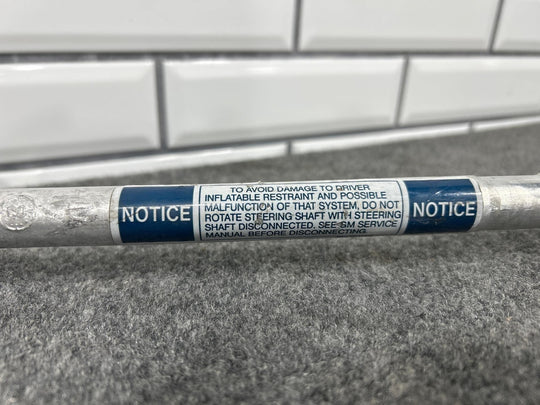 NOTICE
TO AVOID DAMAGE TO DRIVER
INFLATABLE RESTRAINT AND POSSIBLE
MALFUNCTION OF THAT SYSTEM, DO NOT
ROTATE STEERING SHAFT WITH STEERING
SHAFT DISCONNECTED. SEE GM SERVICE
MANUAL BEFORE DISCONNECTING.
NOTICE